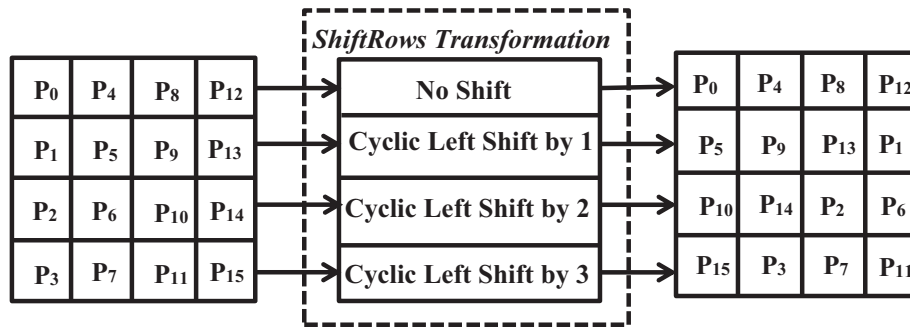 ShiftRows Transformation
P₀ P₄ P₈ P₁₂
No Shift
P₀ P₄ P₈ P₁₂
P₁ P₅ P₉ P₁₃
Cyclic Left Shift by 1
P₅ P₉ P₁₃ P₁
P₂ P₆ P₁₀ P₁₄
Cyclic Left Shift by 2
P₁₀ P₁₄ P₂ P₆
P₃ P₇ P₁₁ P₁₅
Cyclic Left Shift by 3
P₁₅ P₃ P₇ P₁₁